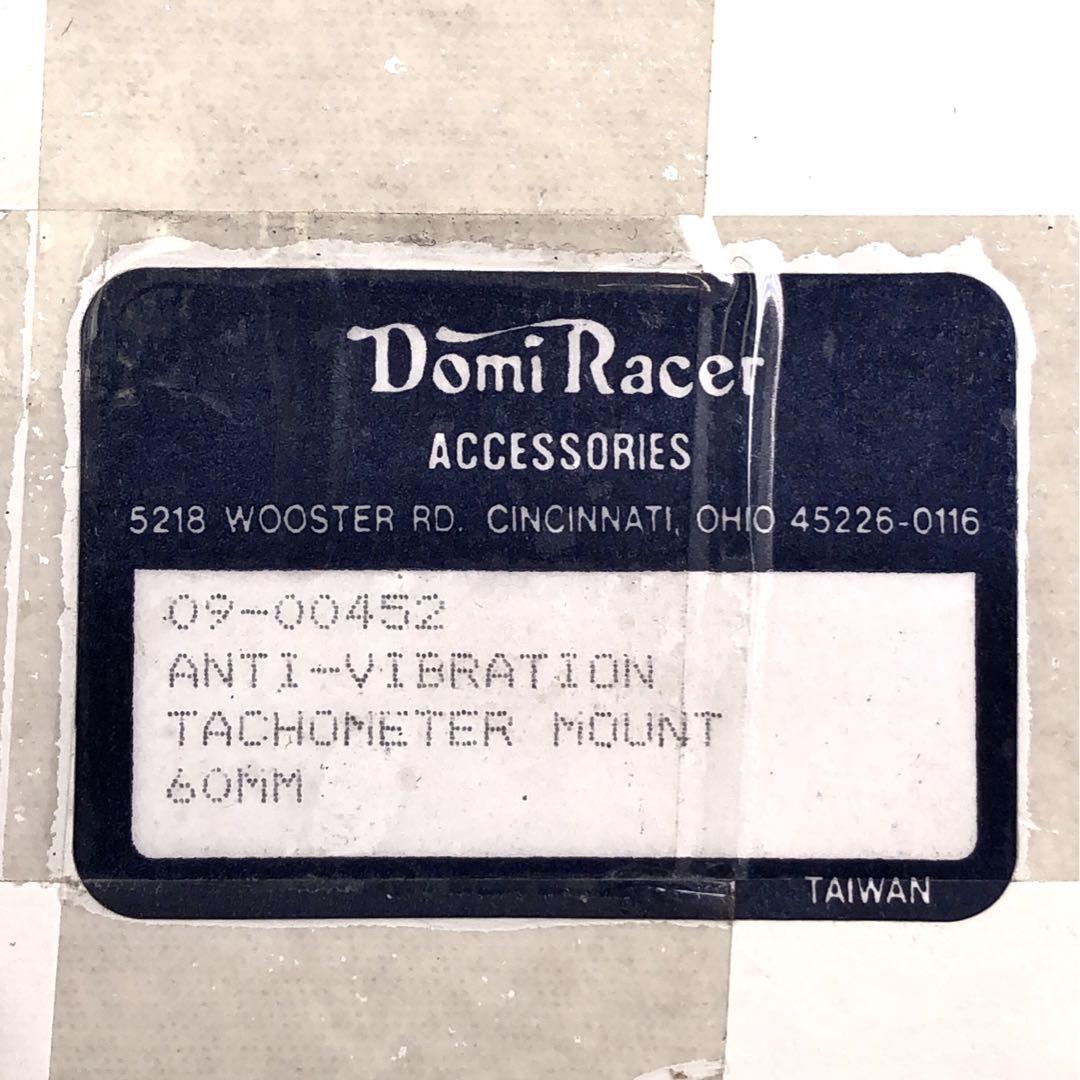 Domi Racer
ACCESSORIES
5218 WOOSTER RD. CINCINNATI, OHIO 45226-0116
09-00452
ANTI-VIBRATION
TACHOMETER MOUNT
60MM
TAIWAN